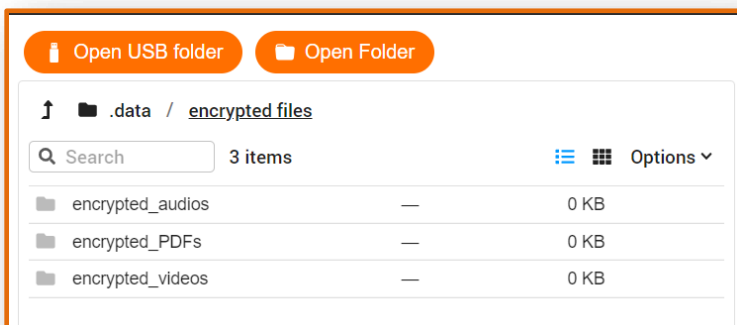 Open USB folder Open Folder
.data / encrypted files
Search 3 items Options
encrypted_audios — 0 KB
encrypted_PDFs — 0 KB
encrypted_videos — 0 KB